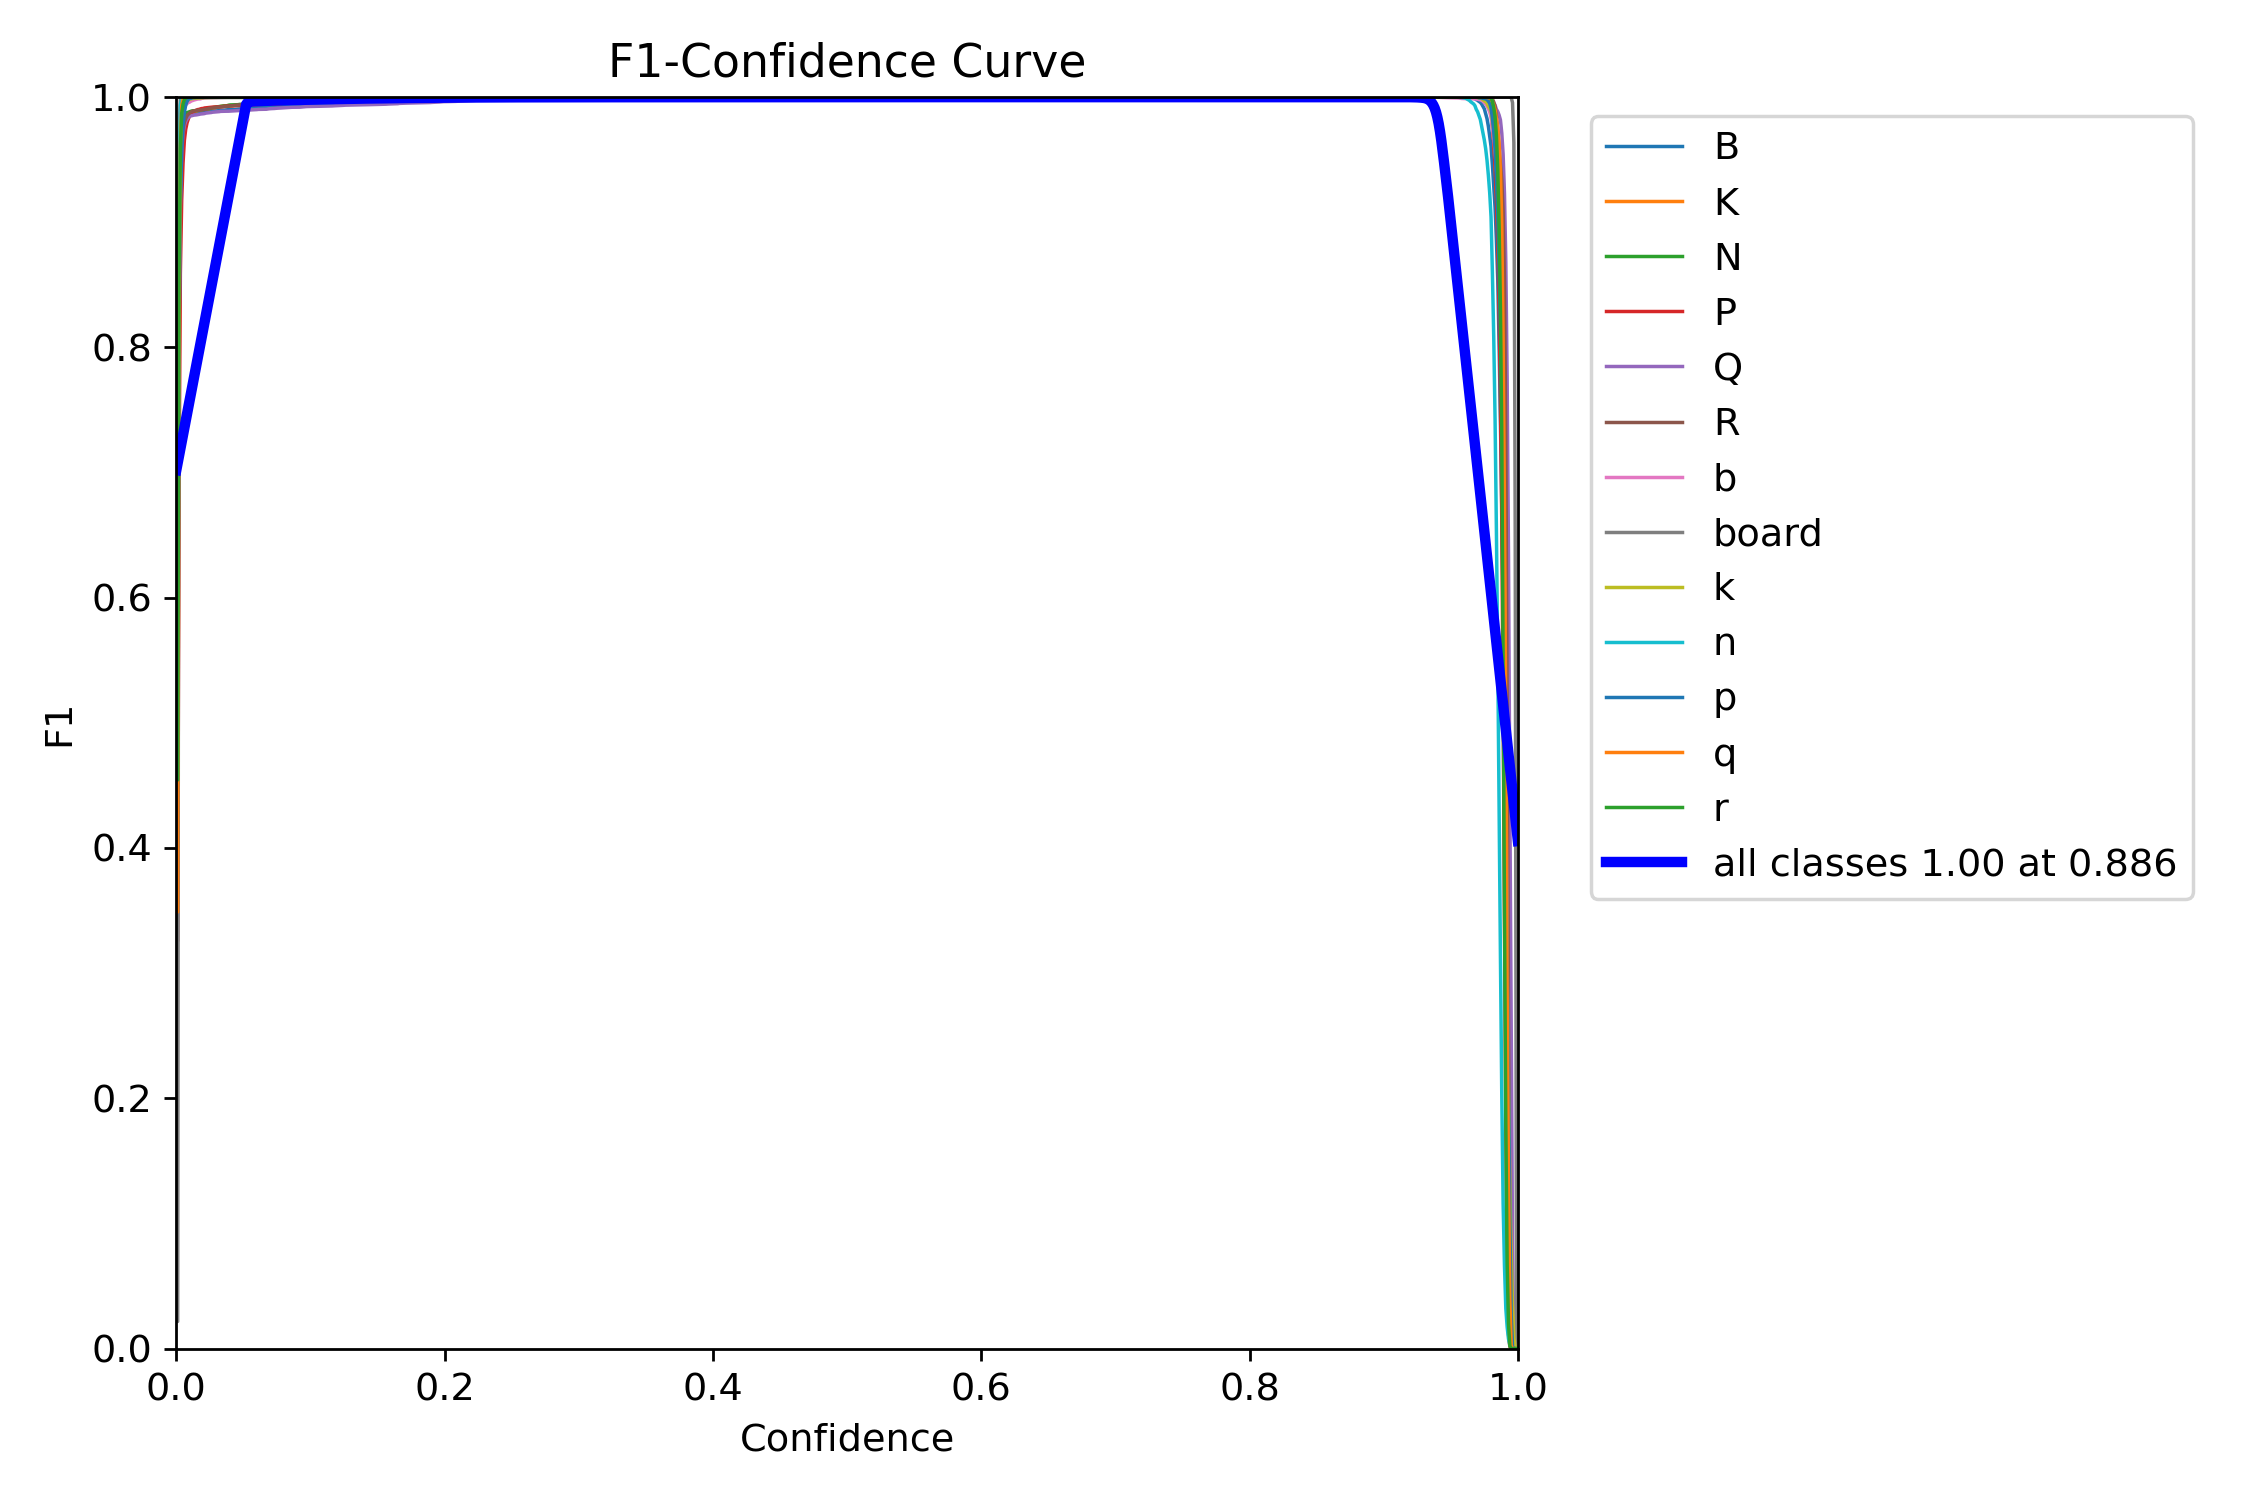 F1-Confidence Curve
1.0
0.8
0.6
0.4
0.2
0.0
F1
0.0 0.2 0.4 0.6 0.8 1.0
Confidence
B
K
N
P
Q
R
b
board
k
n
p
q
r
all classes 1.00 at 0.886